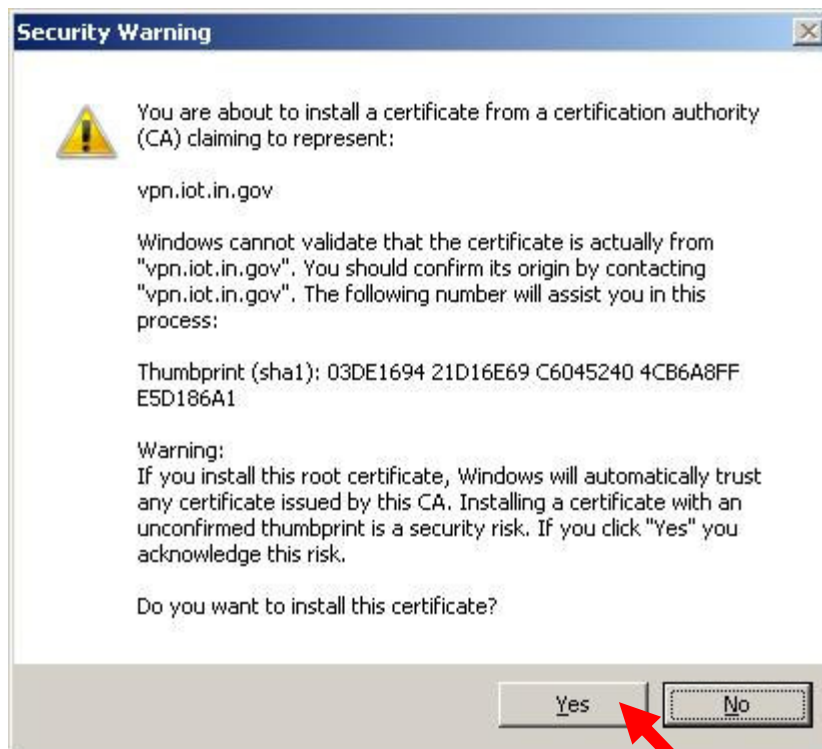 Security Warning
You are about to install a certificate from a certification authority
(CA) claiming to represent:
vpn.iot.in.gov
Windows cannot validate that the certificate is actually from
"vpn.iot.in.gov". You should confirm its origin by contacting
"vpn.iot.in.gov". The following number will assist you in this
process:
Thumbprint (sha1): 03DE1694 21D16E69 C6045240 4CB6A8FF
E5D186A1
Warning:
If you install this root certificate, Windows will automatically trust
any certificate issued by this CA. Installing a certificate with an
unconfirmed thumbprint is a security risk. If you click "Yes" you
acknowledge this risk.
Do you want to install this certificate?
Yes No